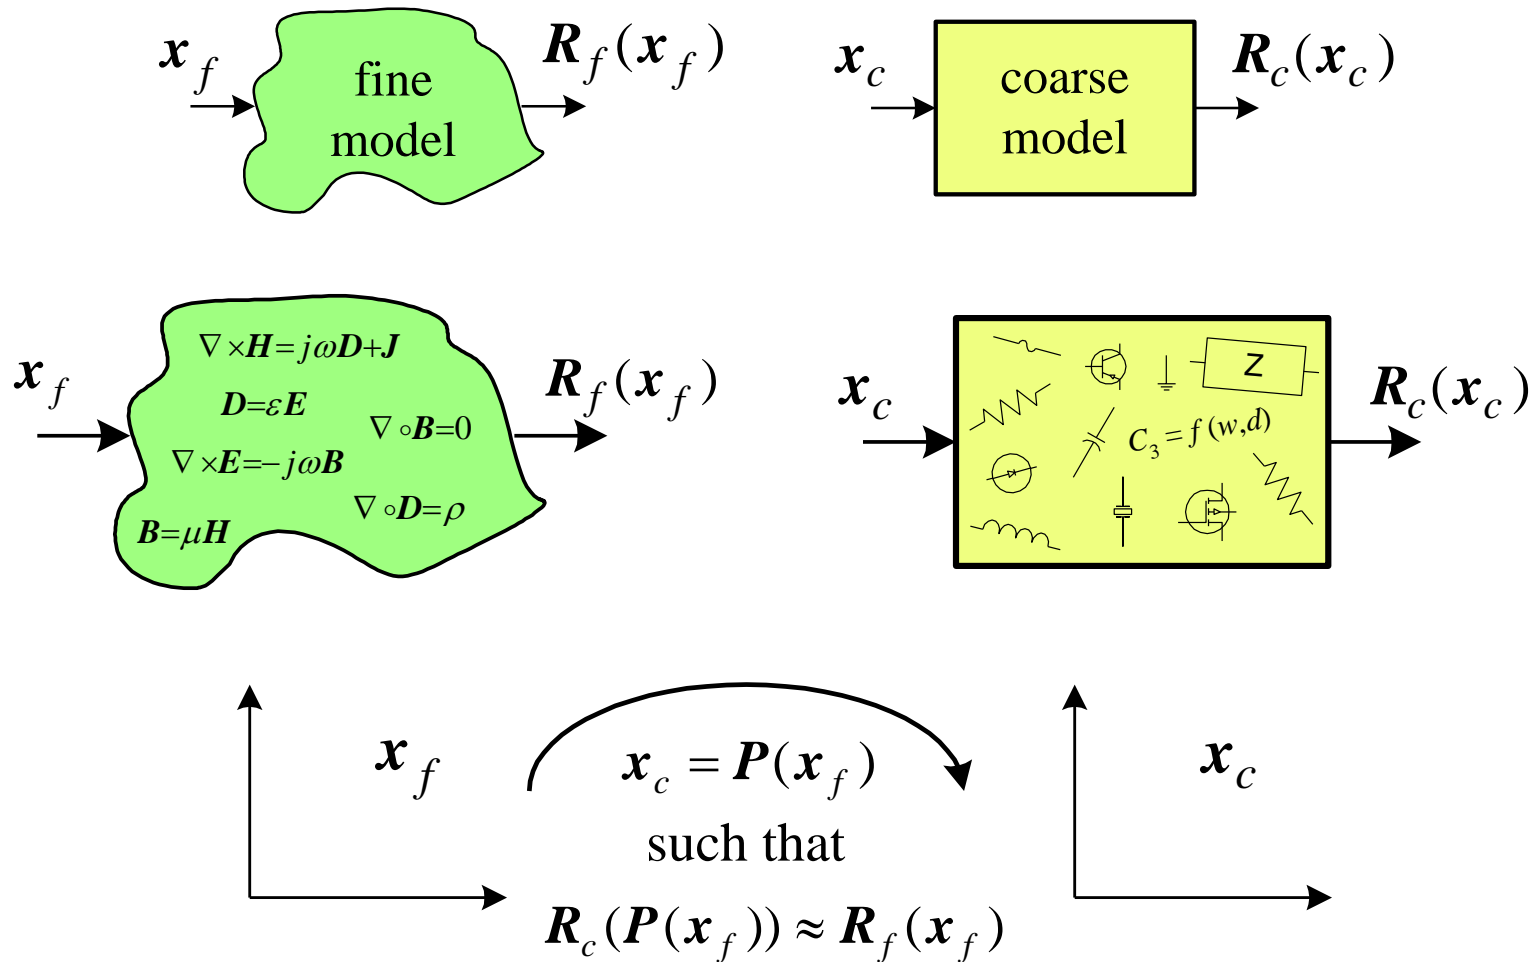 x_f
fine
model
R_f(x_f)
x_c
coarse
model
R_c(x_c)
x_f
∇×H=jωD+J
D=εE
∇∘B=0
∇×E=-jωB
∇∘D=ρ
B=μH
R_f(x_f)
x_c
Z
C_3=f(w,d)
R_c(x_c)
x_f
x_c = P(x_f)
such that
R_c(P(x_f)) ≈ R_f(x_f)
x_c